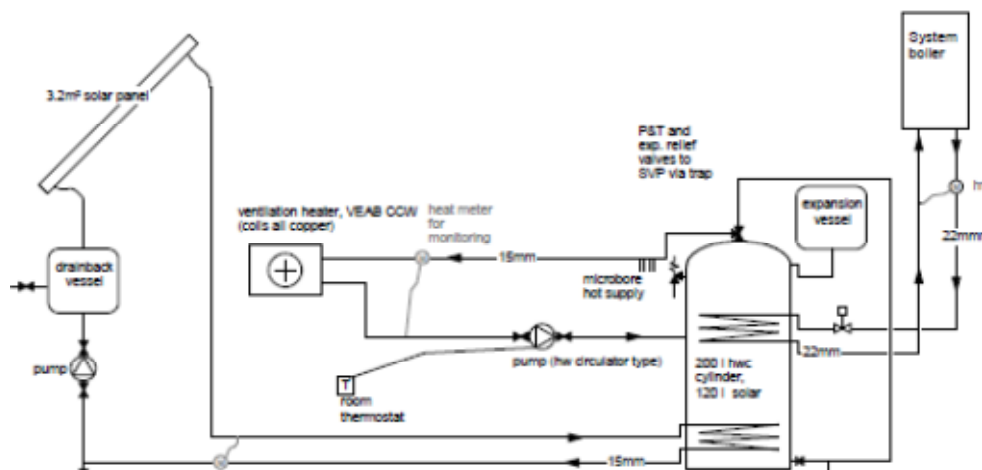 System
boiler
3.2m² solar panel
P&T and
exp. relief
valves to
SVP via trap
expansion
vessel
ventilation heater, VEAB CCW
(coils all copper)
heat meter
for
monitoring
22mm
15mm
drainback
vessel
microbore
hot supply
pump
pump (hw circulator type)
22mm
T
room
thermostat
200 l hwc
cylinder,
120 l solar
15mm